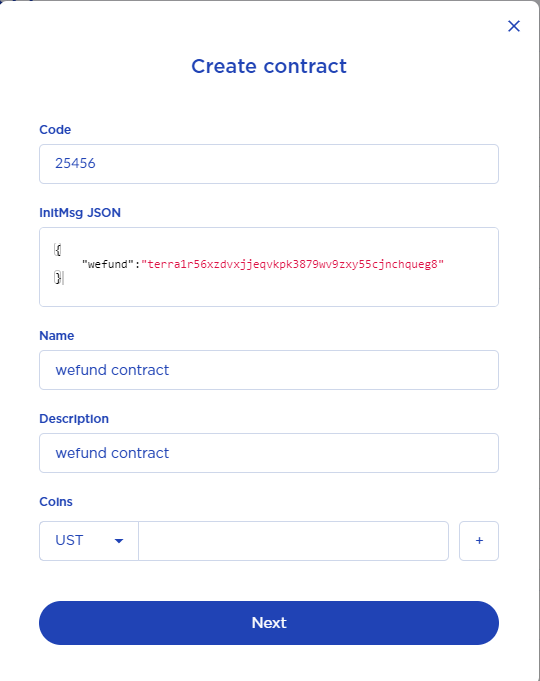 Create contract
Code
25456
InitMsg JSON
{
"wefund":"terra1r56xzdvxjjeqvkpk3879wv9zxy55cjnchqueg8"
}
Name
wefund contract
Description
wefund contract
Coins
UST
+
Next